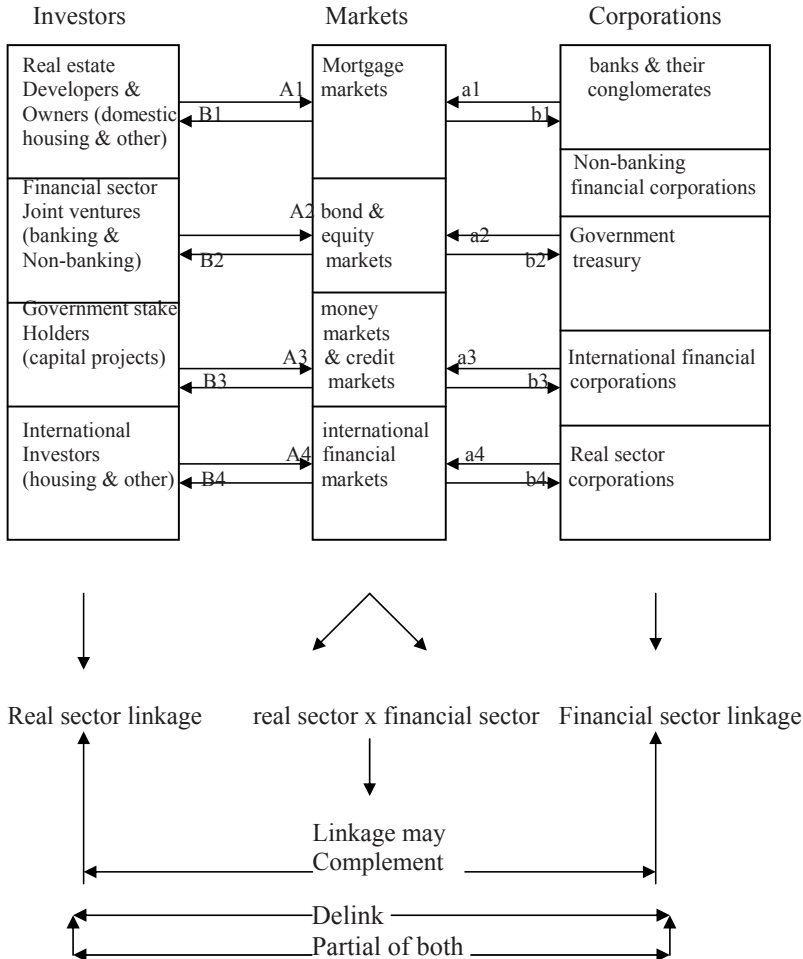 Investors
Markets
Corporations
Real estate
Developers &
Owners (domestic
housing & other)
A1
B1
Mortgage
markets
a1
b1
banks & their
conglomerates
Non-banking
financial corporations
Financial sector
Joint ventures
(banking &
Non-banking)
A2
B2
bond &
equity
markets
a2
b2
Government
treasury
Government stake
Holders
(capital projects)
A3
B3
money
markets
& credit
markets
a3
b3
International financial
corporations
International
Investors
(housing & other)
A4
B4
international
financial
markets
a4
b4
Real sector
corporations
Real sector linkage
real sector x financial sector
Financial sector linkage
Linkage may
Complement
Delink
Partial of both